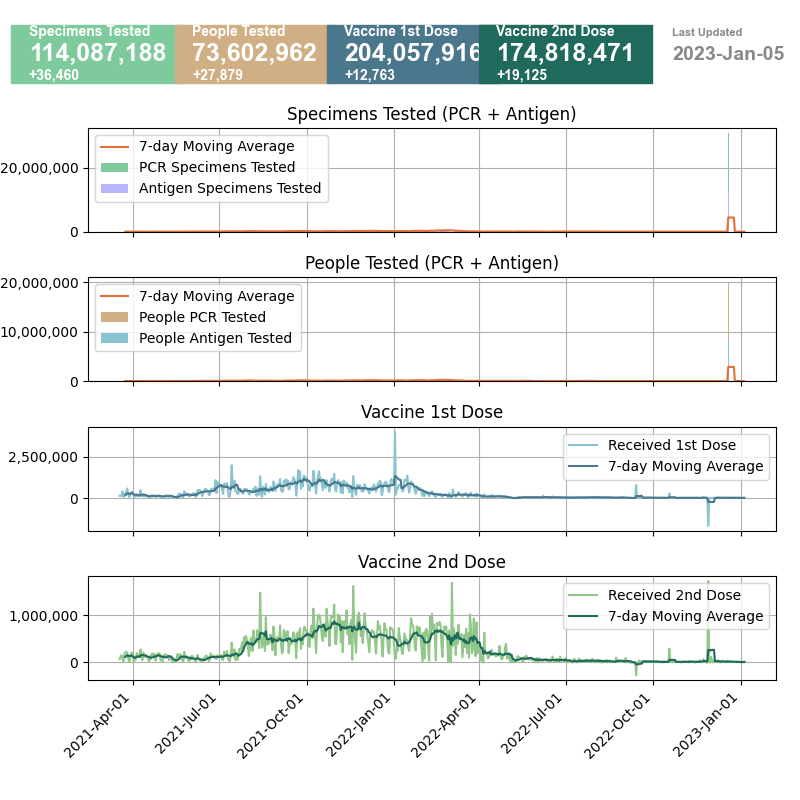 Specimens Tested
114,087,188
+36,460
People Tested
73,602,962
+27,879
Vaccine 1st Dose
204,057,916
+12,763
Vaccine 2nd Dose
174,818,471
+19,125
Last Updated
2023-Jan-05
Specimens Tested (PCR + Antigen)
7-day Moving Average
PCR Specimens Tested
Antigen Specimens Tested
20,000,000
0
People Tested (PCR + Antigen)
7-day Moving Average
People PCR Tested
People Antigen Tested
20,000,000
10,000,000
0
Vaccine 1st Dose
Received 1st Dose
7-day Moving Average
2,500,000
0
Vaccine 2nd Dose
Received 2nd Dose
7-day Moving Average
1,000,000
0
2021-Apr-01
2021-Jul-01
2021-Oct-01
2022-Jan-01
2022-Apr-01
2022-Jul-01
2022-Oct-01
2023-Jan-01